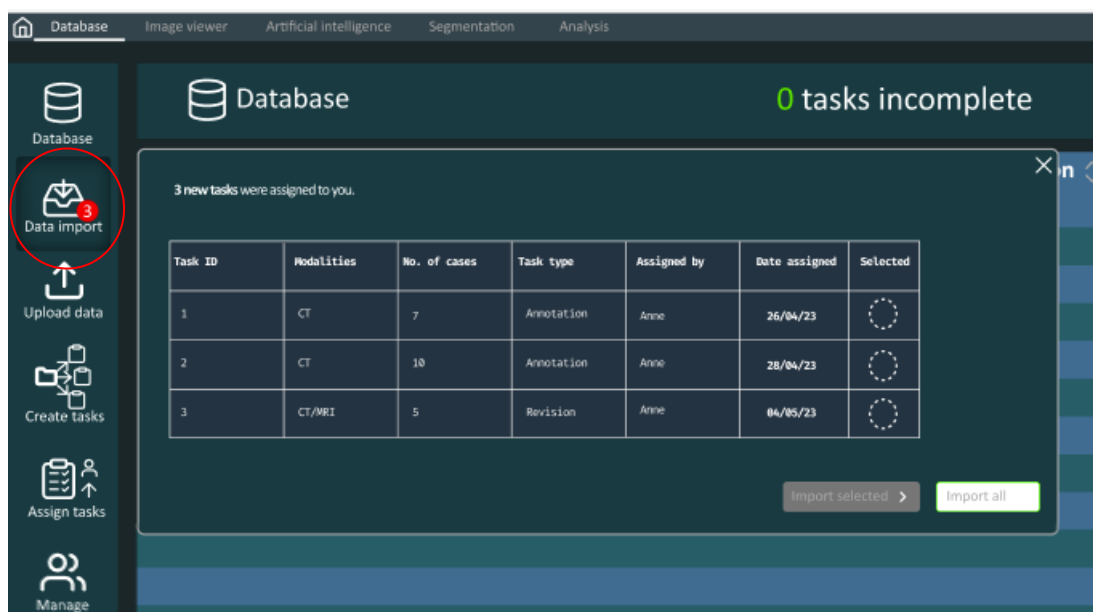 Database Image viewer Artificial intelligence Segmentation Analysis
Database
Data import
3
Upload data
Create tasks
Assign tasks
Manage
Database
0 tasks incomplete
n
3 new tasks were assigned to you.
Task ID Modalities No. of cases Task type Assigned by Date assigned Selected
1 CT 7 Annotation Anne 26/04/23
2 CT 10 Annotation Anne 28/04/23
3 CT/MRI 5 Revision Anne 04/05/23
Import selected Import all